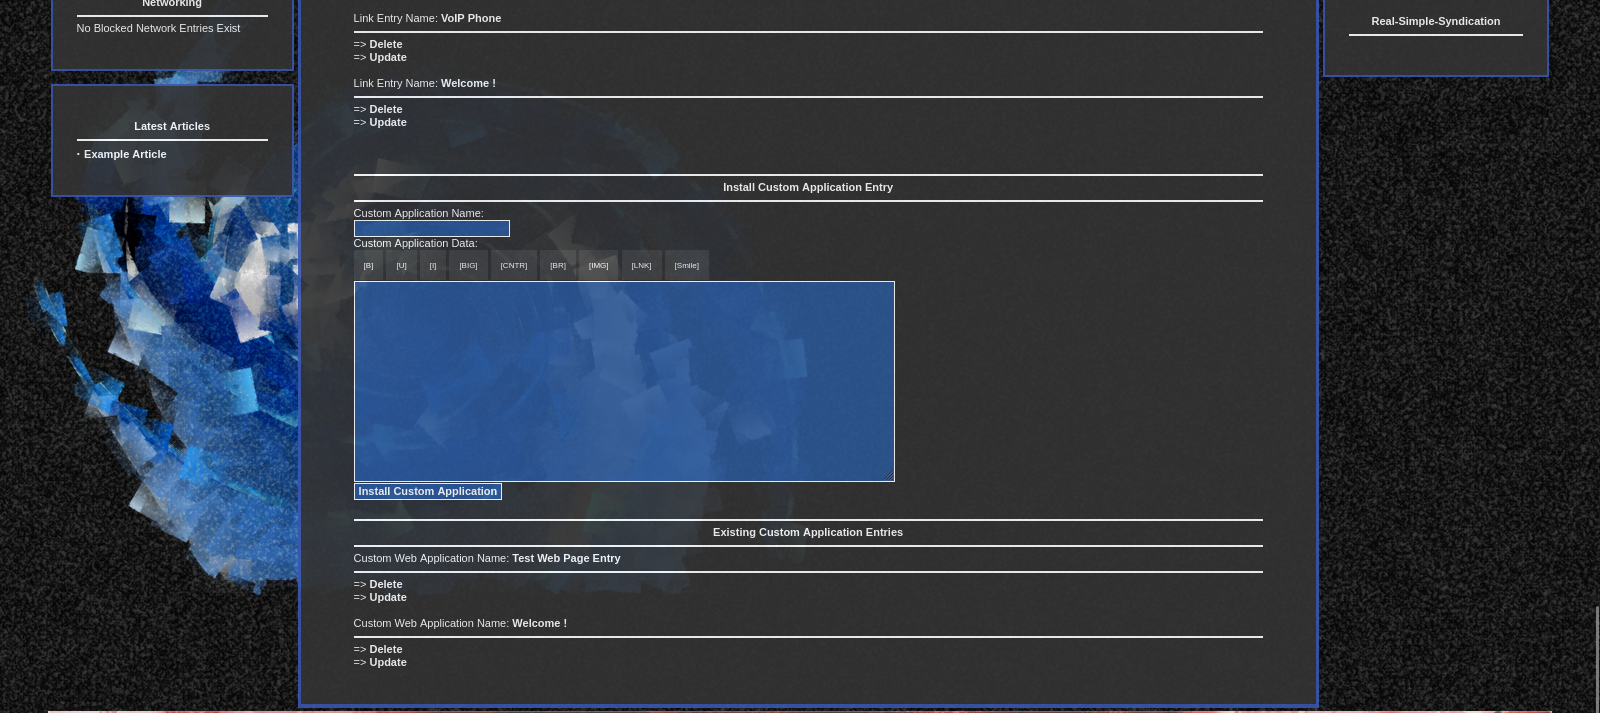 Networking
No Blocked Network Entries Exist
Latest Articles
· Example Article
Link Entry Name: VoIP Phone
=> Delete
=> Update
Link Entry Name: Welcome !
=> Delete
=> Update
Install Custom Application Entry
Custom Application Name:
Custom Application Data:
[B] [U] [I] [BIG] [CNTR] [BR] [IMG] [LNK] [Smile]
Install Custom Application
Existing Custom Application Entries
Custom Web Application Name: Test Web Page Entry
=> Delete
=> Update
Custom Web Application Name: Welcome !
=> Delete
=> Update
Real-Simple-Syndication